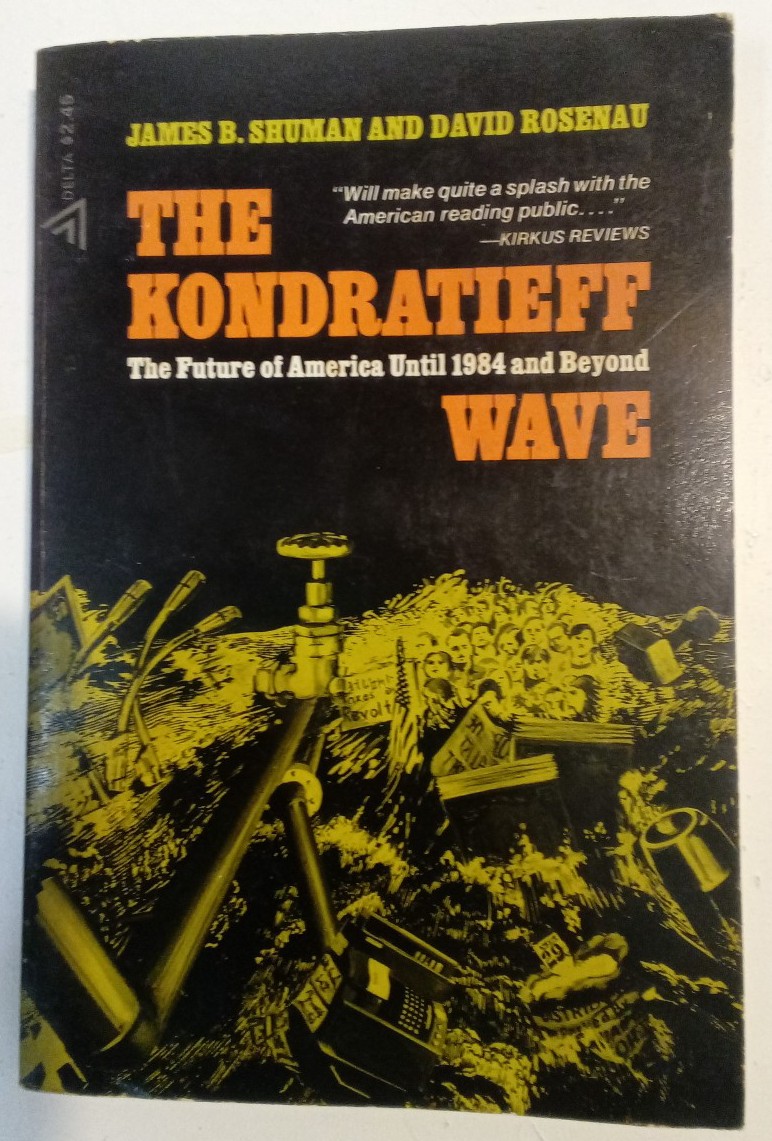 DELTA $2.45
JAMES B. SHUMAN AND DAVID ROSENAU
THE
"Will make quite a splash with the
American reading public...."
—KIRKUS REVIEWS
KONDRATIEFF
The Future of America Until 1984 and Beyond
WAVE
Revolt